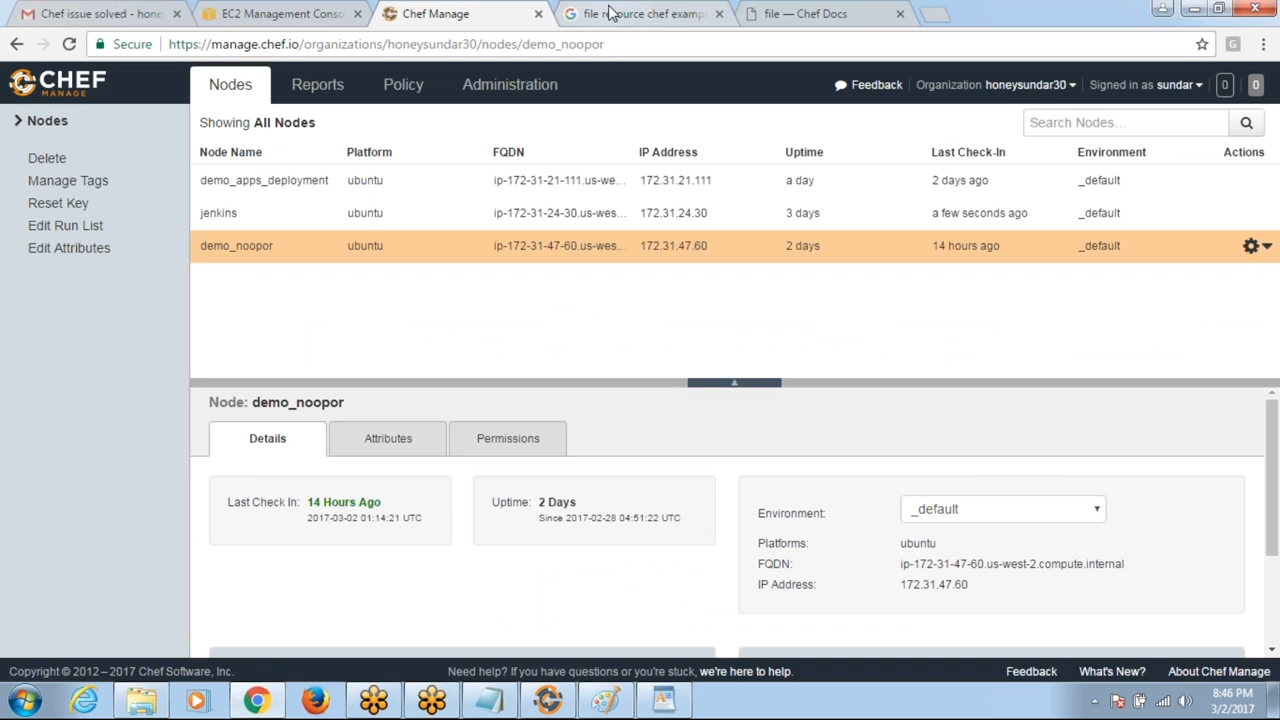 Chef issue solved - hone
EC2 Management Conso
Chef Manage
file resource chef exampl
file — Chef Docs
Secure
https://manage.chef.io/organizations/honeysundar30/nodes/demo_noopor
G
CHEF
MANAGE
Nodes
Reports
Policy
Administration
Feedback
Organization honeysundar30
Signed in as sundar
0
0
Nodes
Delete
Manage Tags
Reset Key
Edit Run List
Edit Attributes
Showing All Nodes
Search Nodes...
Node Name Platform FQDN IP Address Uptime Last Check-In Environment Actions
demo_apps_deployment ubuntu ip-172-31-21-111.us-we... 172.31.21.111 a day 2 days ago _default
jenkins ubuntu ip-172-31-24-30.us-wes... 172.31.24.30 3 days a few seconds ago _default
demo_noopor ubuntu ip-172-31-47-60.us-wes... 172.31.47.60 2 days 14 hours ago _default
Node: demo_noopor
Details
Attributes
Permissions
Last Check In: 14 Hours Ago
2017-03-02 01:14:21 UTC
Uptime: 2 Days
Since 2017-02-28 04:51:22 UTC
Environment: _default
Platforms: ubuntu
FQDN: ip-172-31-47-60.us-west-2.compute.internal
IP Address: 172.31.47.60
Copyright © 2012 – 2017 Chef Software, Inc.
Need help? If you have questions or you're stuck, we're here to help.
Feedback
What's New?
About Chef Manage
8:46 PM
3/2/2017